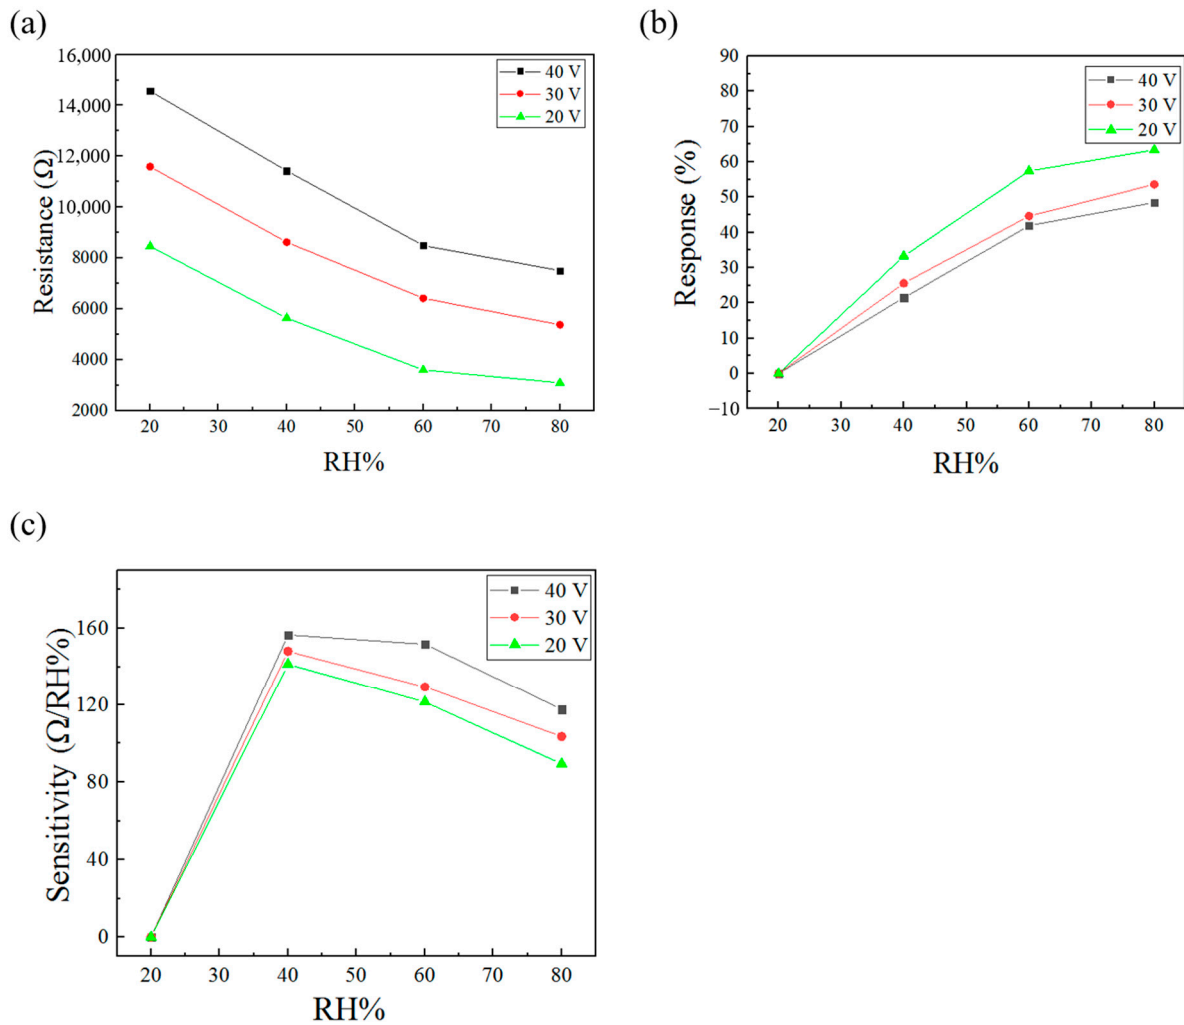 (a)
16,000
14,000
12,000
10,000
8000
6000
4000
2000
Resistance (Ω)
40 V
30 V
20 V
20 30 40 50 60 70 80
RH%
(b)
90
80
70
60
50
40
30
20
10
0
−10
Response (%)
40 V
30 V
20 V
20 30 40 50 60 70 80
RH%
(c)
160
120
80
40
0
Sensitivity (Ω/RH%)
40 V
30 V
20 V
20 30 40 50 60 70 80
RH%